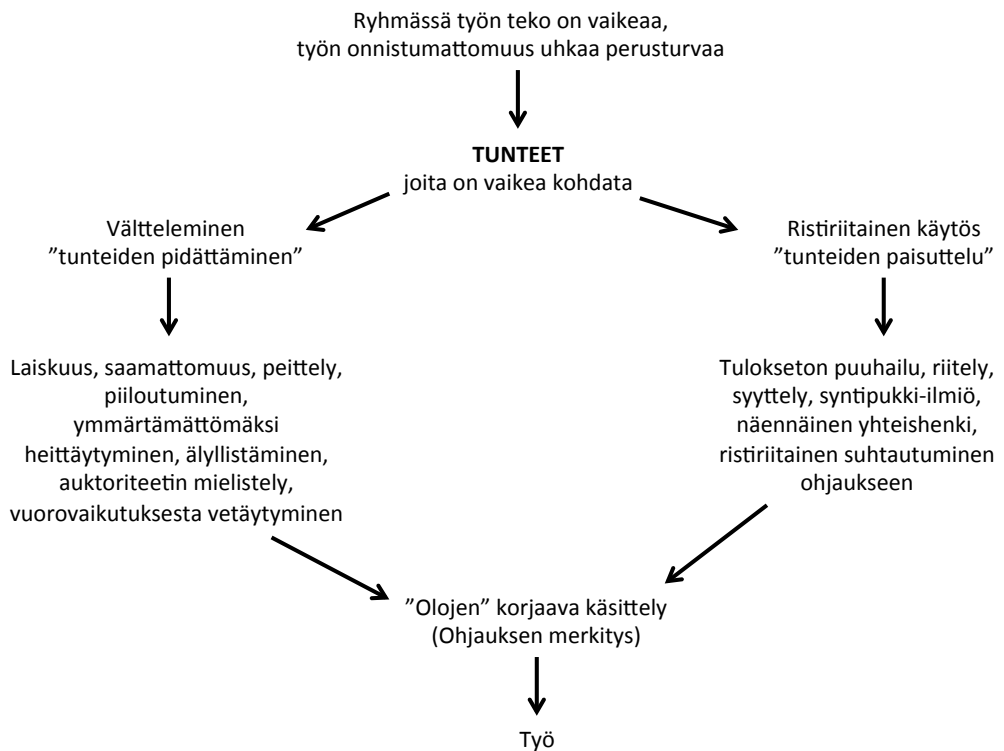 Ryhmässä työn teko on vaikeaa,
työn onnistumattomuus uhkaa perusturvaa
TUNTEET
joita on vaikea kohdata
Vältteleminen
”tunteiden pidättäminen”
Ristiriitainen käytös
”tunteiden paisuttelu”
Laiskuus, saamattomuus, peittely,
piiloutuminen,
ymmärtämättömäksi
heittäytyminen, älyllistäminen,
auktoriteetin mielistely,
vuorovaikutuksesta vetäytyminen
Tulokseton puuhailu, riitely,
syyttely, syntipukki-ilmiö,
näennäinen yhteishenki,
ristiriitainen suhtautuminen
ohjaukseen
”Olojen” korjaava käsittely
(Ohjauksen merkitys)
Työ